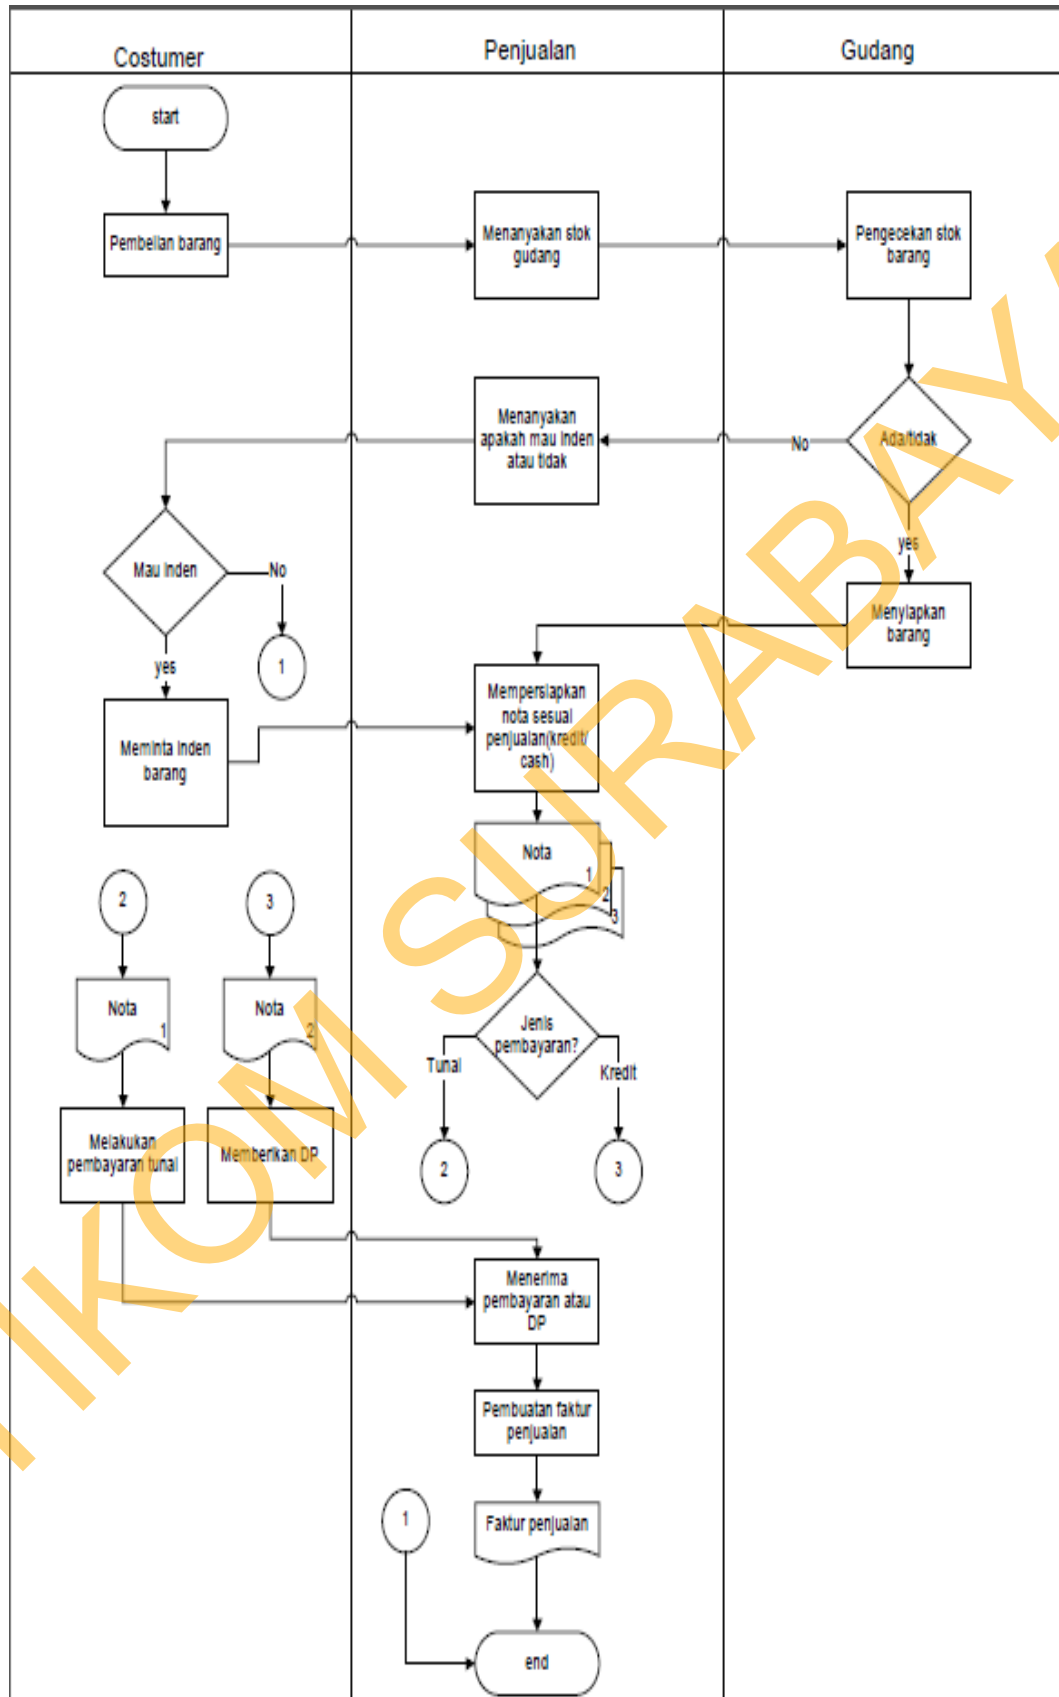 Costumer
Penjualan
Gudang
start
Pembelian barang
Menanyakan stok
gudang
Pengecekan stok
barang
Menanyakan
apakah mau inden
atau tidak
No
Ada/tidak
yes
Mau inden
No
1
yes
Menyiapkan
barang
Meminta inden
barang
Mempersiapkan
nota sesuai
penjualan(kredit/
cash)
Nota
1
2
3
2
3
Nota
1
Nota
2
Jenis
pembayaran?
Tunai
Kredit
2
3
Melakukan
pembayaran tunai
Memberikan DP
Menerima
pembayaran atau
DP
Pembuatan faktur
penjualan
1
Faktur penjualan
end
TIKOM SURABAYA